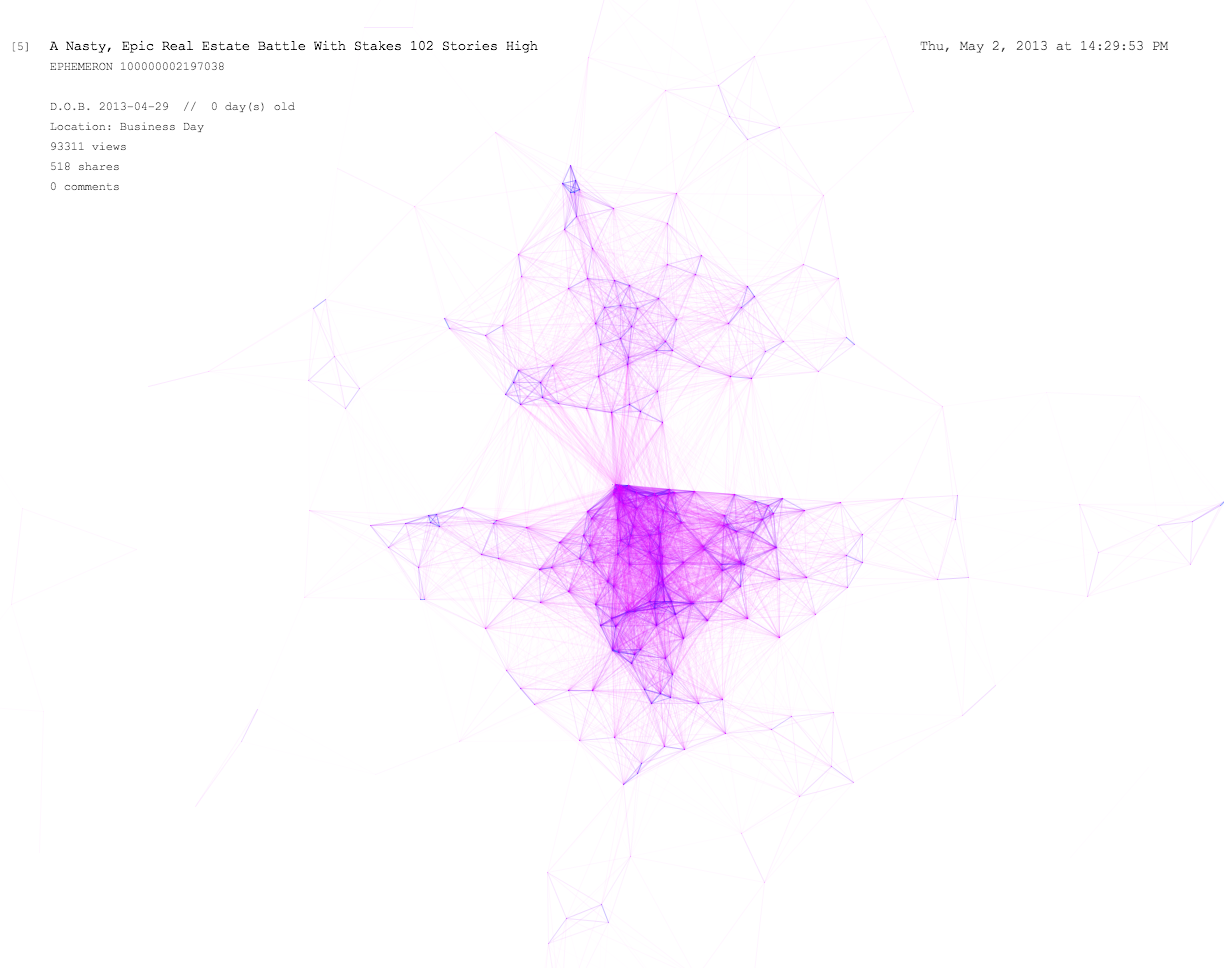 [5] A Nasty, Epic Real Estate Battle With Stakes 102 Stories High
Thu, May 2, 2013 at 14:29:53 PM
EPHEMERON 100000002197038
D.O.B. 2013-04-29 // 0 day(s) old
Location: Business Day
93311 views
518 shares
0 comments